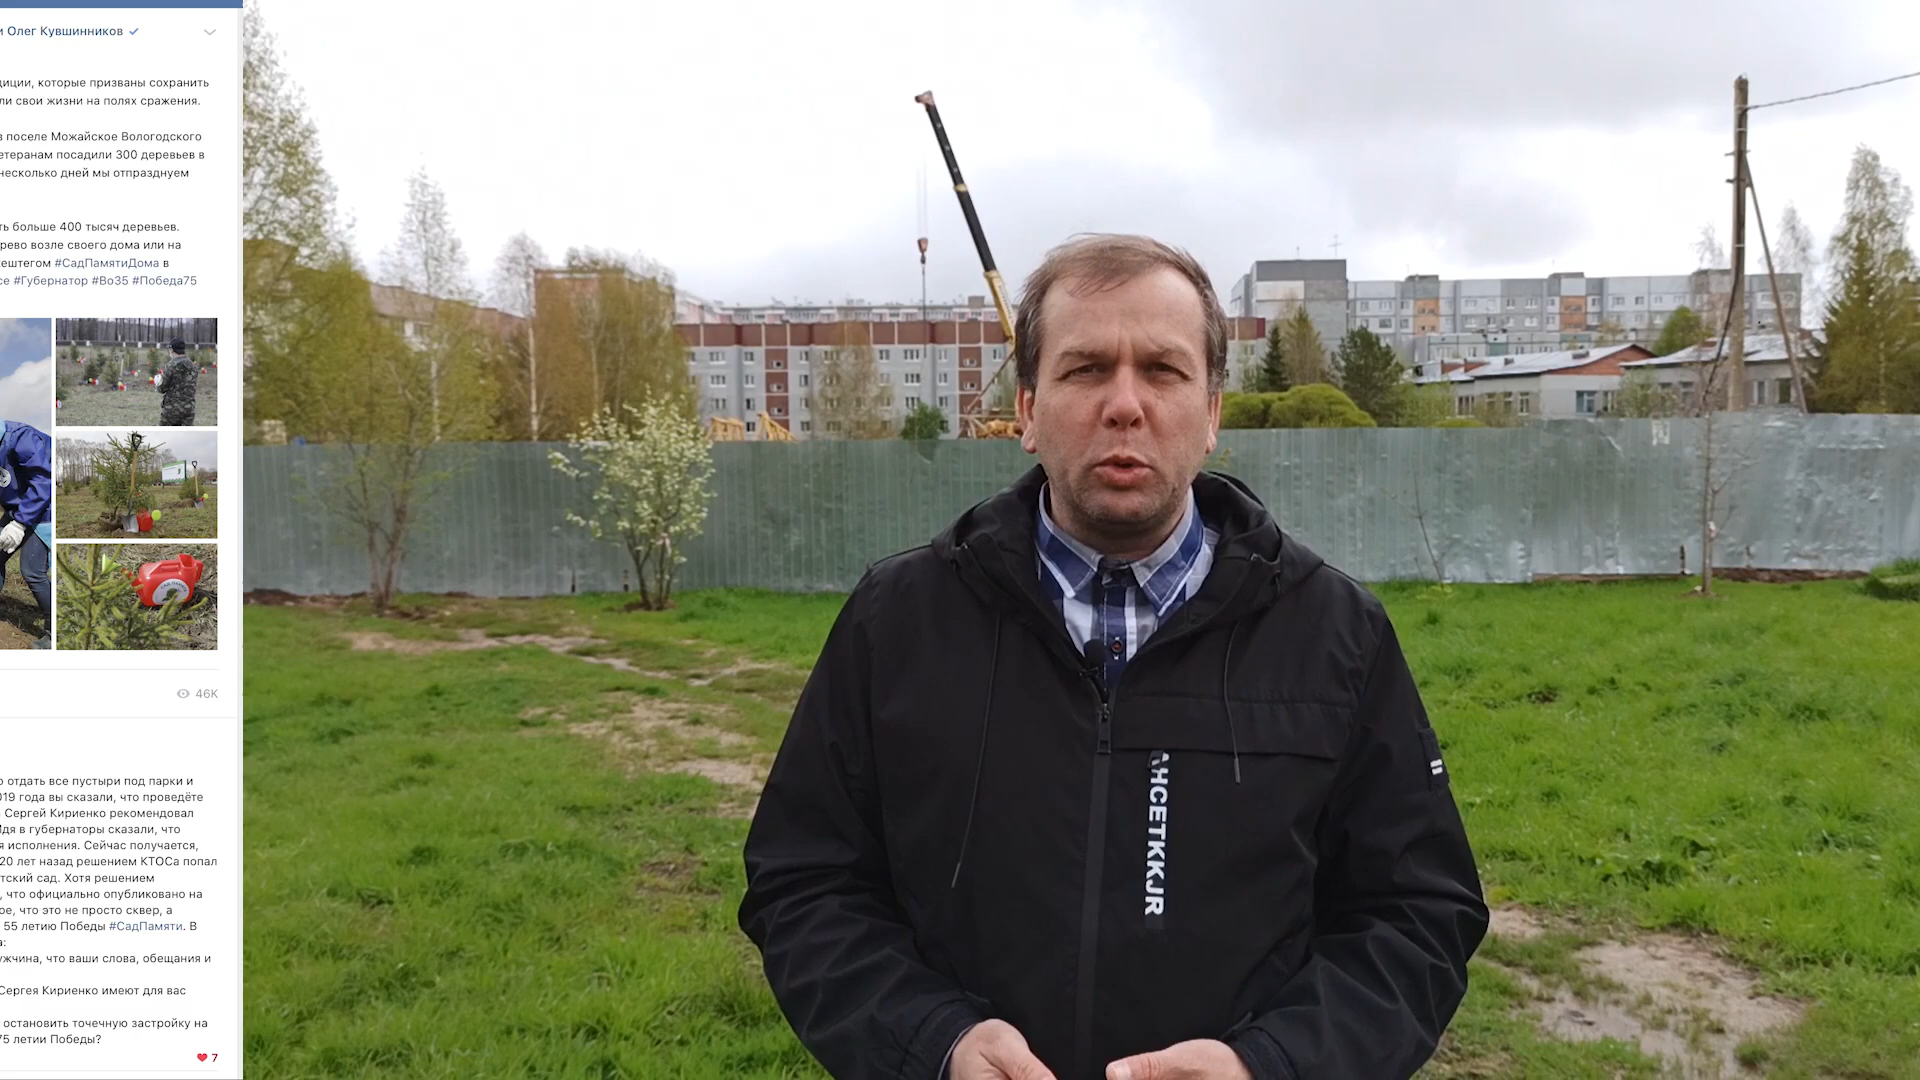 и Олег Кувшинников
диции, которые призваны сохранить
ли свои жизни на полях сражения.
в поселе Можайское Вологодского
етеранам посадили 300 деревьев в
несколько дней мы отпразднуем
ть больше 400 тысяч деревьев.
рево возле своего дома или на
ештегом #СадПамятиДома в
се #Губернатор #Во35 #Победа75
46K
о отдать все пустыри под парки и
019 года вы сказали, что проведёте
Сергей Кириенко рекомендовал
Идя в губернаторы сказали, что
я исполнения. Сейчас получается,
20 лет назад решением КТОСа попал
тский сад. Хотя решением
, что официально опубликовано на
ое, что это не просто сквер, а
55 летию Победы #СадПамяти. В
а:
ужчина, что ваши слова, обещания и
Сергея Кириенко имеют для вас
остановить точечную застройку на
75 летии Победы?
7
AHCETKKJR